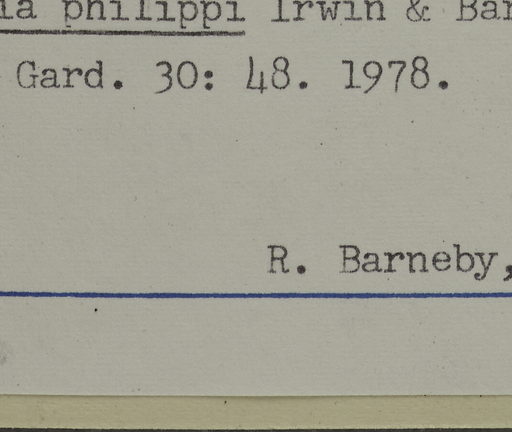 ia philippi Irwin & Bar
Gard. 30: 48. 1978.
R. Barneby,